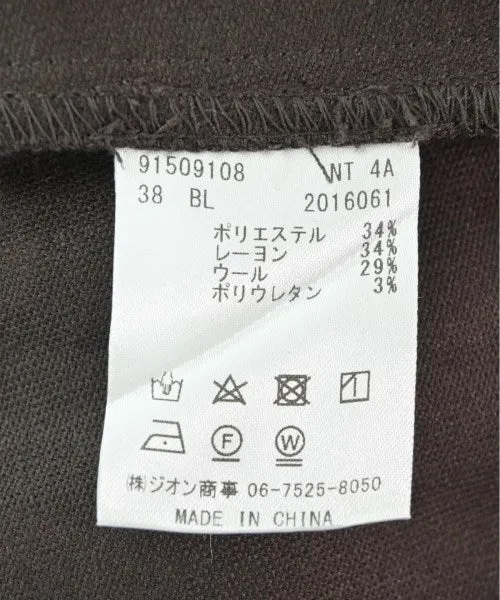 91509108 NT 4A
38 BL 2016061
ポリエステル 34%
レーヨン 34%
ウール 29%
ポリウレタン 3%
F W
(株)ジオン商事 06-7525-8050
MADE IN CHINA